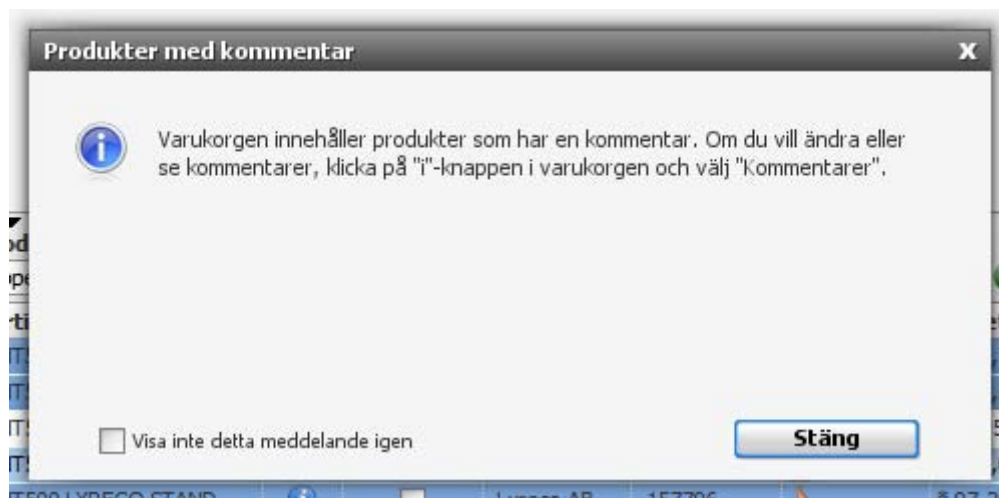 Produkter med kommentar
x
Varukorgen innehåller produkter som har en kommentar. Om du vill ändra eller
se kommentarer, klicka på "i"-knappen i varukorgen och välj "Kommentarer".
Visa inte detta meddelande igen
Stäng